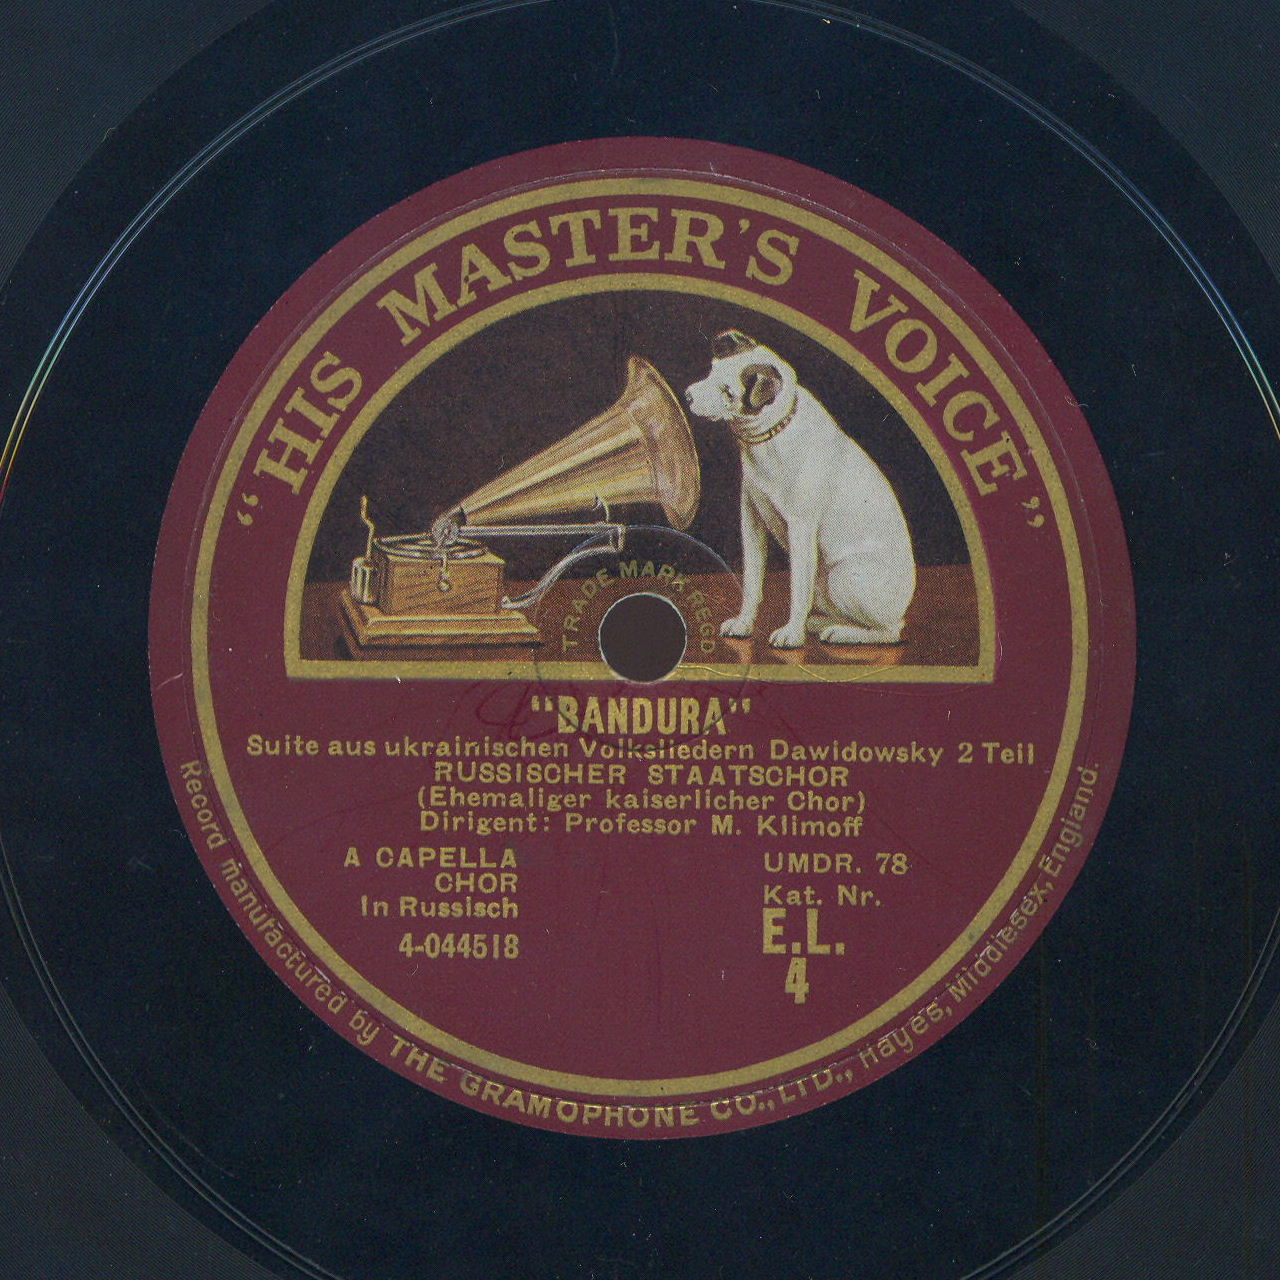 "HIS MASTER'S VOICE"
TRADE MARK REGD
"BANDURA"
Suite aus ukrainischen Volksliedern Dawidowsky 2 Teil
RUSSISCHER STAATSCHOR
(Ehemaliger kaiserlicher Chor)
Dirigent: Professor M. Klimoff
A CAPELLA
CHOR
In Russisch
4-044518
UMDR. 78
Kat. Nr.
E.L.
4
Record manufactured by THE GRAMOPHONE CO., LTD., Hayes, Middlesex, England.